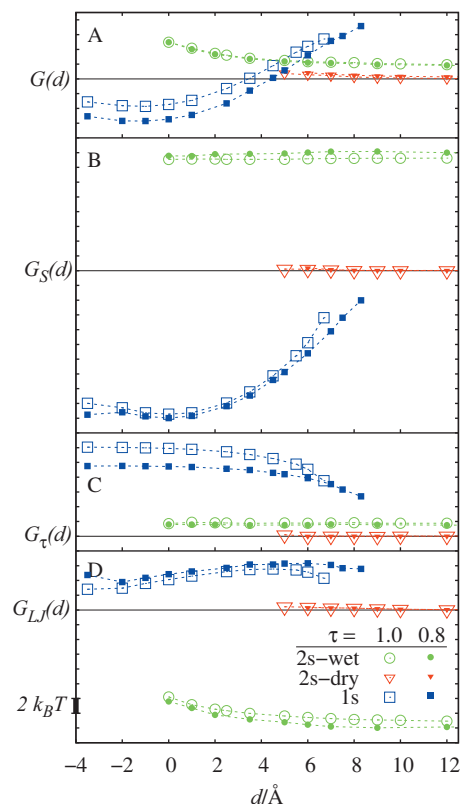 A
G(d)
B
G_S(d)
C
G_τ(d)
D
G_LJ(d)
τ = 1.0 0.8
2s−wet
2s−dry
1s
2 k_BT
−4 −2 0 2 4 6 8 10 12
d/Å